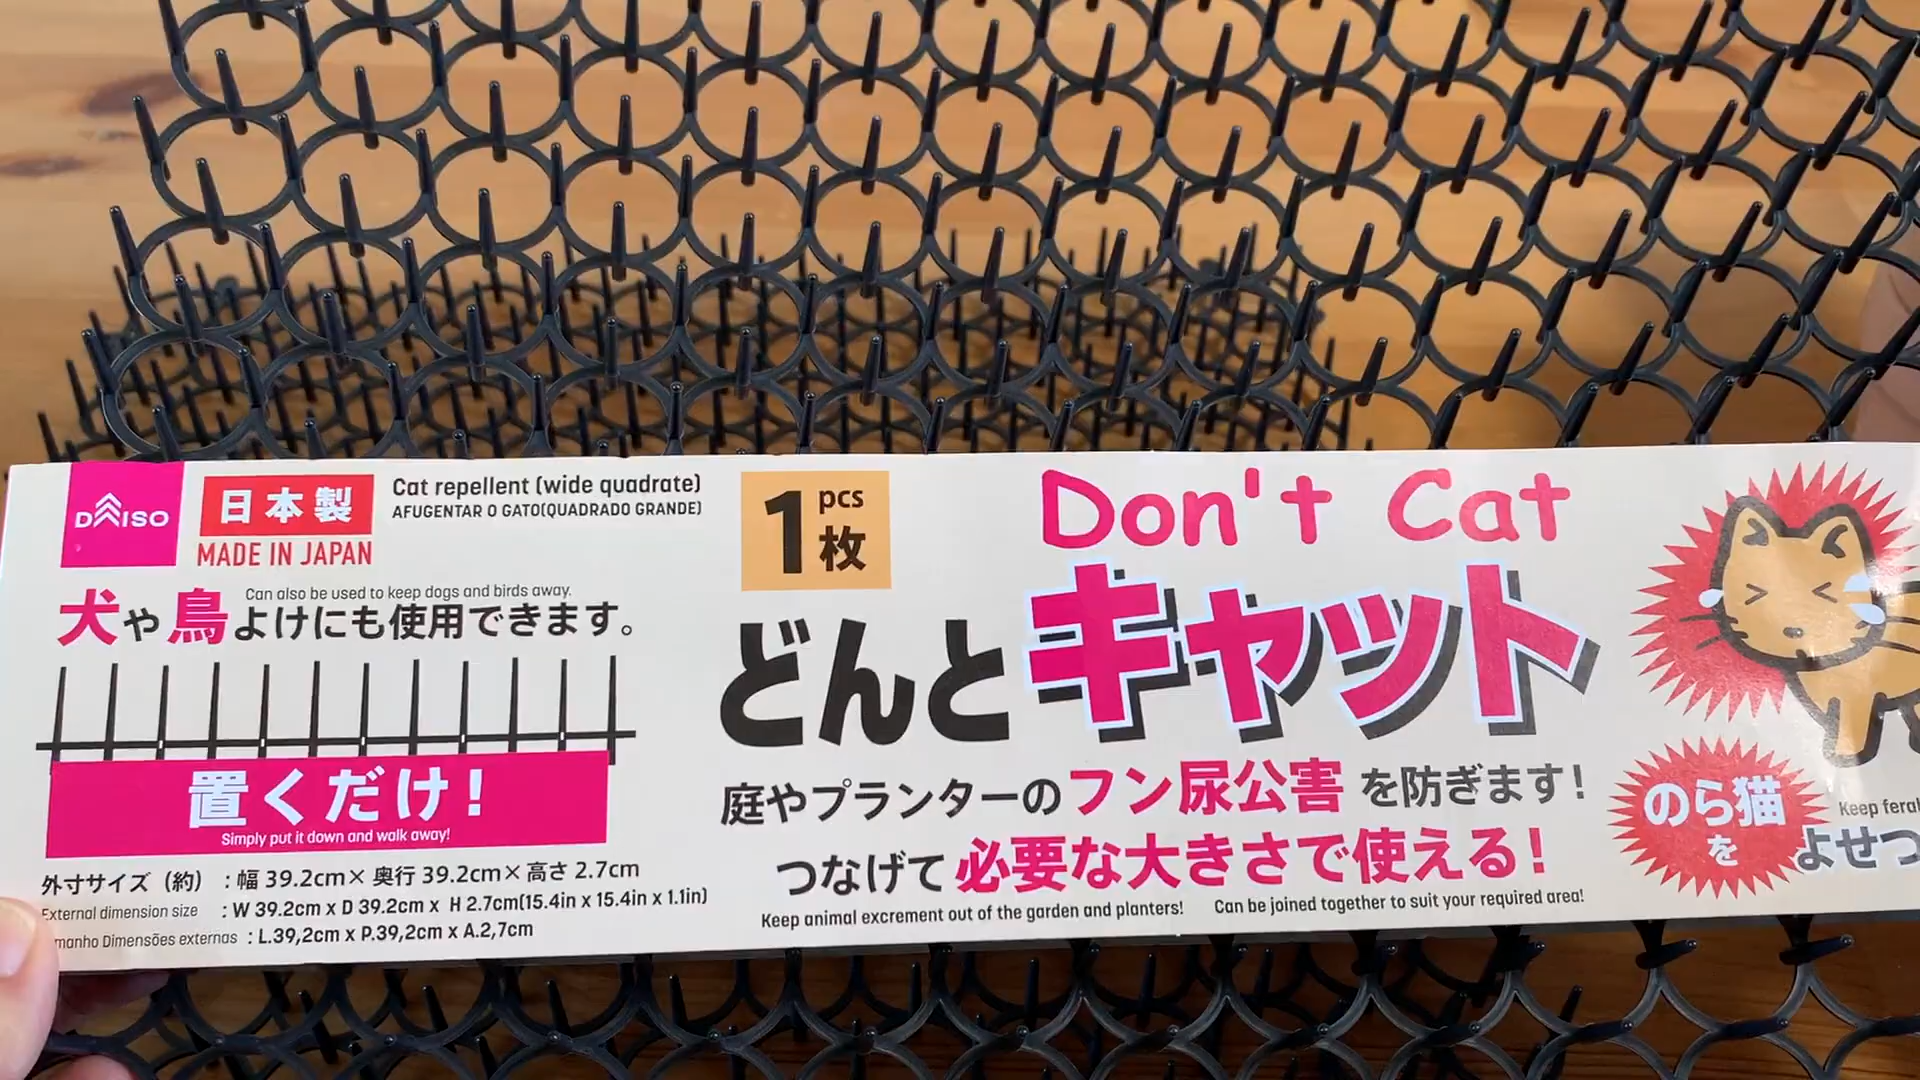 DAISO
日本製
MADE IN JAPAN
Cat repellent (wide quadrate)
AFUGENTAR O GATO(QUADRADO GRANDE)
Can also be used to keep dogs and birds away.
犬や鳥よけにも使用できます。
置くだけ!
Simply put it down and walk away!
外寸サイズ（約）：幅 39.2cm× 奥行 39.2cm× 高さ 2.7cm
External dimension size : W 39.2cm x D 39.2cm x H 2.7cm(15.4in x 15.4in x 1.1in)
Dimensões externas : L.39,2cm x P.39,2cm x A.2,7cm
1 pcs
枚
Don't Cat
どんとキャット
庭やプランターのフン尿公害を防ぎます!
つなげて必要な大きさで使える!
Keep animal excrement out of the garden and planters! Can be joined together to suit your required area!
のら猫
を
Keep
よせつ